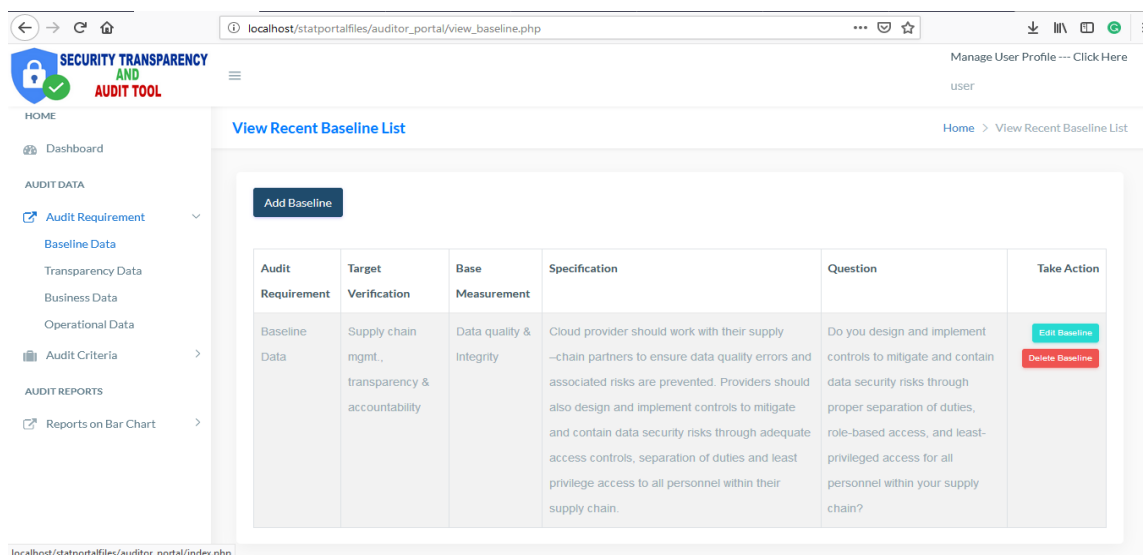 localhost/statportalfiles/auditor_portal/view_baseline.php
SECURITY TRANSPARENCY
AND
AUDIT TOOL
Manage User Profile --- Click Here
user
HOME
Dashboard
AUDIT DATA
Audit Requirement
Baseline Data
Transparency Data
Business Data
Operational Data
Audit Criteria
AUDIT REPORTS
Reports on Bar Chart
View Recent Baseline List
Home > View Recent Baseline List
Add Baseline
Audit
Requirement
Target
Verification
Base
Measurement
Specification
Question
Take Action
Baseline
Data
Supply chain
mgmt.,
transparency &
accountability
Data quality &
Integrity
Cloud provider should work with their supply
–chain partners to ensure data quality errors and
associated risks are prevented. Providers should
also design and implement controls to mitigate
and contain data security risks through adequate
access controls, separation of duties and least
privilege access to all personnel within their
supply chain.
Do you design and implement
controls to mitigate and contain
data security risks through
proper separation of duties,
role-based access, and least-
privileged access for all
personnel within your supply
chain?
Edit Baseline
Delete Baseline
localhost/statportalfiles/auditor_portal/index.php